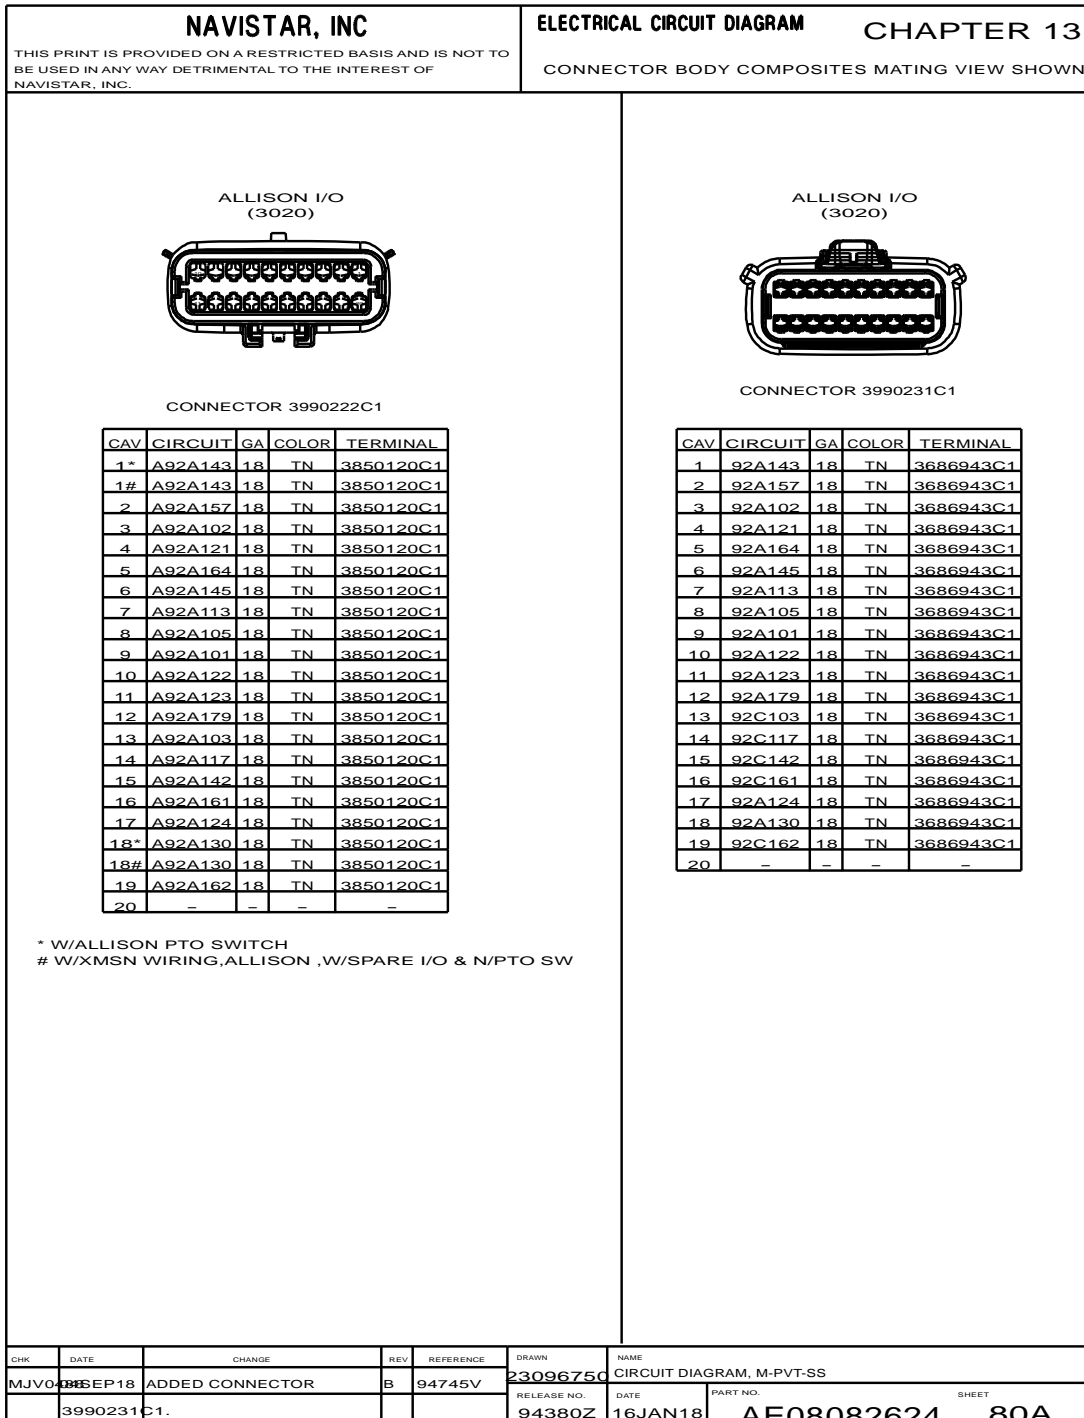 NAVISTAR, INC
THIS PRINT IS PROVIDED ON A RESTRICTED BASIS AND IS NOT TO
BE USED IN ANY WAY DETRIMENTAL TO THE INTEREST OF
NAVISTAR, INC.
ELECTRICAL CIRCUIT DIAGRAM CHAPTER 13
CONNECTOR BODY COMPOSITES MATING VIEW SHOWN
ALLISON I/O
(3020)
CONNECTOR 3990222C1
CAV CIRCUIT GA COLOR TERMINAL
1* A92A143 18 TN 3850120C1
1# A92A143 18 TN 3850120C1
2 A92A157 18 TN 3850120C1
3 A92A102 18 TN 3850120C1
4 A92A121 18 TN 3850120C1
5 A92A164 18 TN 3850120C1
6 A92A145 18 TN 3850120C1
7 A92A113 18 TN 3850120C1
8 A92A105 18 TN 3850120C1
9 A92A101 18 TN 3850120C1
10 A92A122 18 TN 3850120C1
11 A92A123 18 TN 3850120C1
12 A92A179 18 TN 3850120C1
13 A92A103 18 TN 3850120C1
14 A92A117 18 TN 3850120C1
15 A92A142 18 TN 3850120C1
16 A92A161 18 TN 3850120C1
17 A92A124 18 TN 3850120C1
18* A92A130 18 TN 3850120C1
18# A92A130 18 TN 3850120C1
19 A92A162 18 TN 3850120C1
20 – – – –
* W/ALLISON PTO SWITCH
# W/XMSN WIRING,ALLISON ,W/SPARE I/O & N/PTO SW
ALLISON I/O
(3020)
CONNECTOR 3990231C1
CAV CIRCUIT GA COLOR TERMINAL
1 92A143 18 TN 3686943C1
2 92A157 18 TN 3686943C1
3 92A102 18 TN 3686943C1
4 92A121 18 TN 3686943C1
5 92A164 18 TN 3686943C1
6 92A145 18 TN 3686943C1
7 92A113 18 TN 3686943C1
8 92A105 18 TN 3686943C1
9 92A101 18 TN 3686943C1
10 92A122 18 TN 3686943C1
11 92A123 18 TN 3686943C1
12 92A179 18 TN 3686943C1
13 92C103 18 TN 3686943C1
14 92C117 18 TN 3686943C1
15 92C142 18 TN 3686943C1
16 92C161 18 TN 3686943C1
17 92A124 18 TN 3686943C1
18 92A130 18 TN 3686943C1
19 92C162 18 TN 3686943C1
20 – – – –
CHK DATE CHANGE REV REFERENCE
ADDED CONNECTOR B 94745V
3990231C1.
DRAWN
23096750
NAME
CIRCUIT DIAGRAM, M-PVT-SS
RELEASE NO.
94380Z
DATE
16JAN18
PART NO.
AE08082624
SHEET
80A